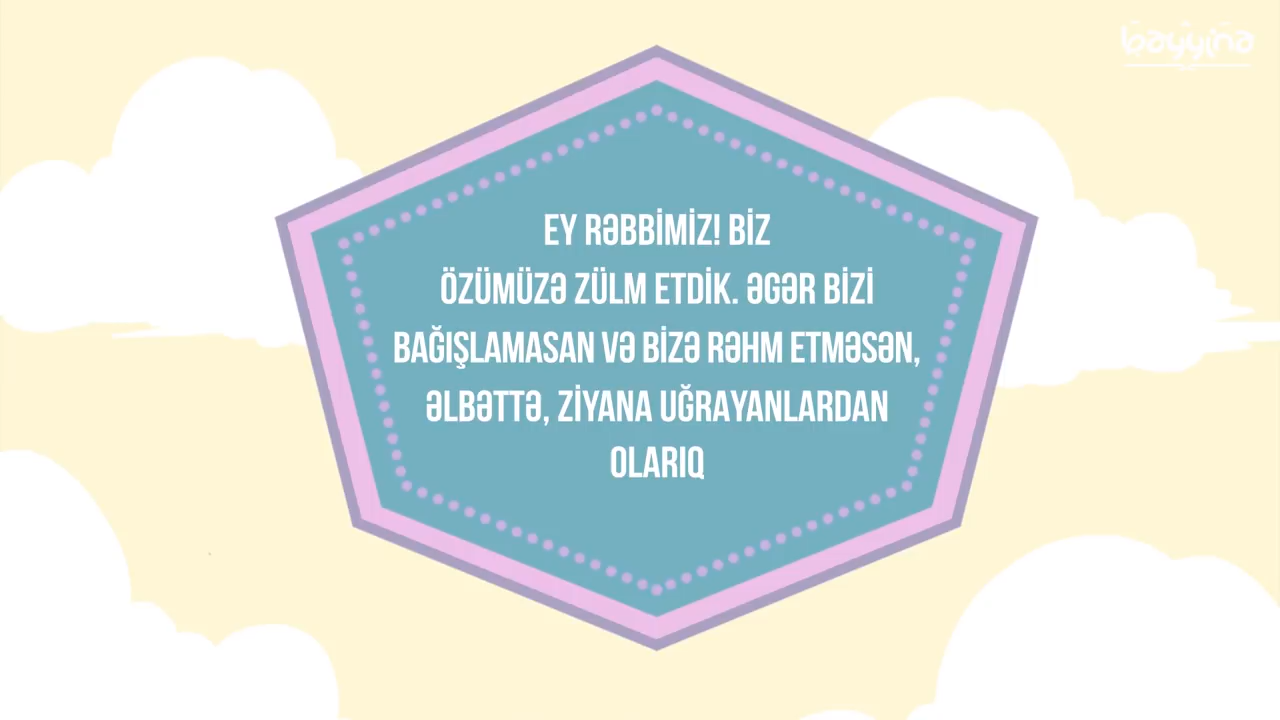 bayyina
EY RƏBBİMİZ! BİZ
ÖZÜMÜZƏ ZÜLM ETDİK. ƏGƏR BİZİ
BAĞIŞLAMASAN VƏ BİZƏ RƏHM ETMƏSƏN,
ƏLBƏTTƏ, ZİYANA UĞRAYANLARDAN
OLARIQ